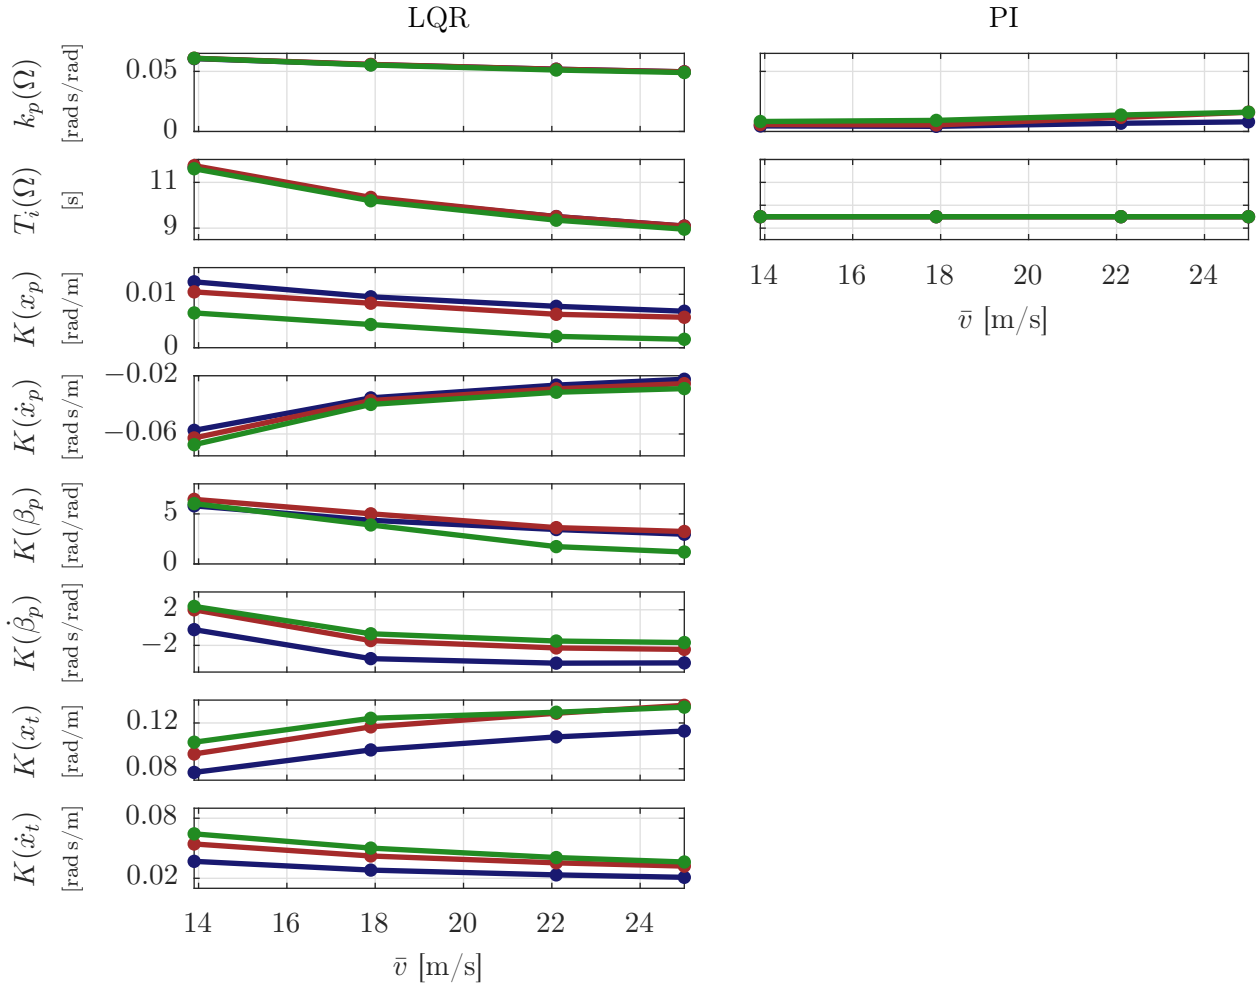 LQR PI
k_p(Ω) [rad s/rad] 0.05 0
T_i(Ω) [s] 11 9
14 16 18 20 22 24
v̄ [m/s]
K(x_p) [rad/m] 0.01 0
K(ẋ_p) [rad s/m] −0.02 −0.06
K(β_p) [rad/rad] 5 0
K(β̇_p) [rad s/rad] 2 −2
K(x_t) [rad/m] 0.12 0.08
K(ẋ_t) [rad s/m] 0.08 0.02
14 16 18 20 22 24
v̄ [m/s]